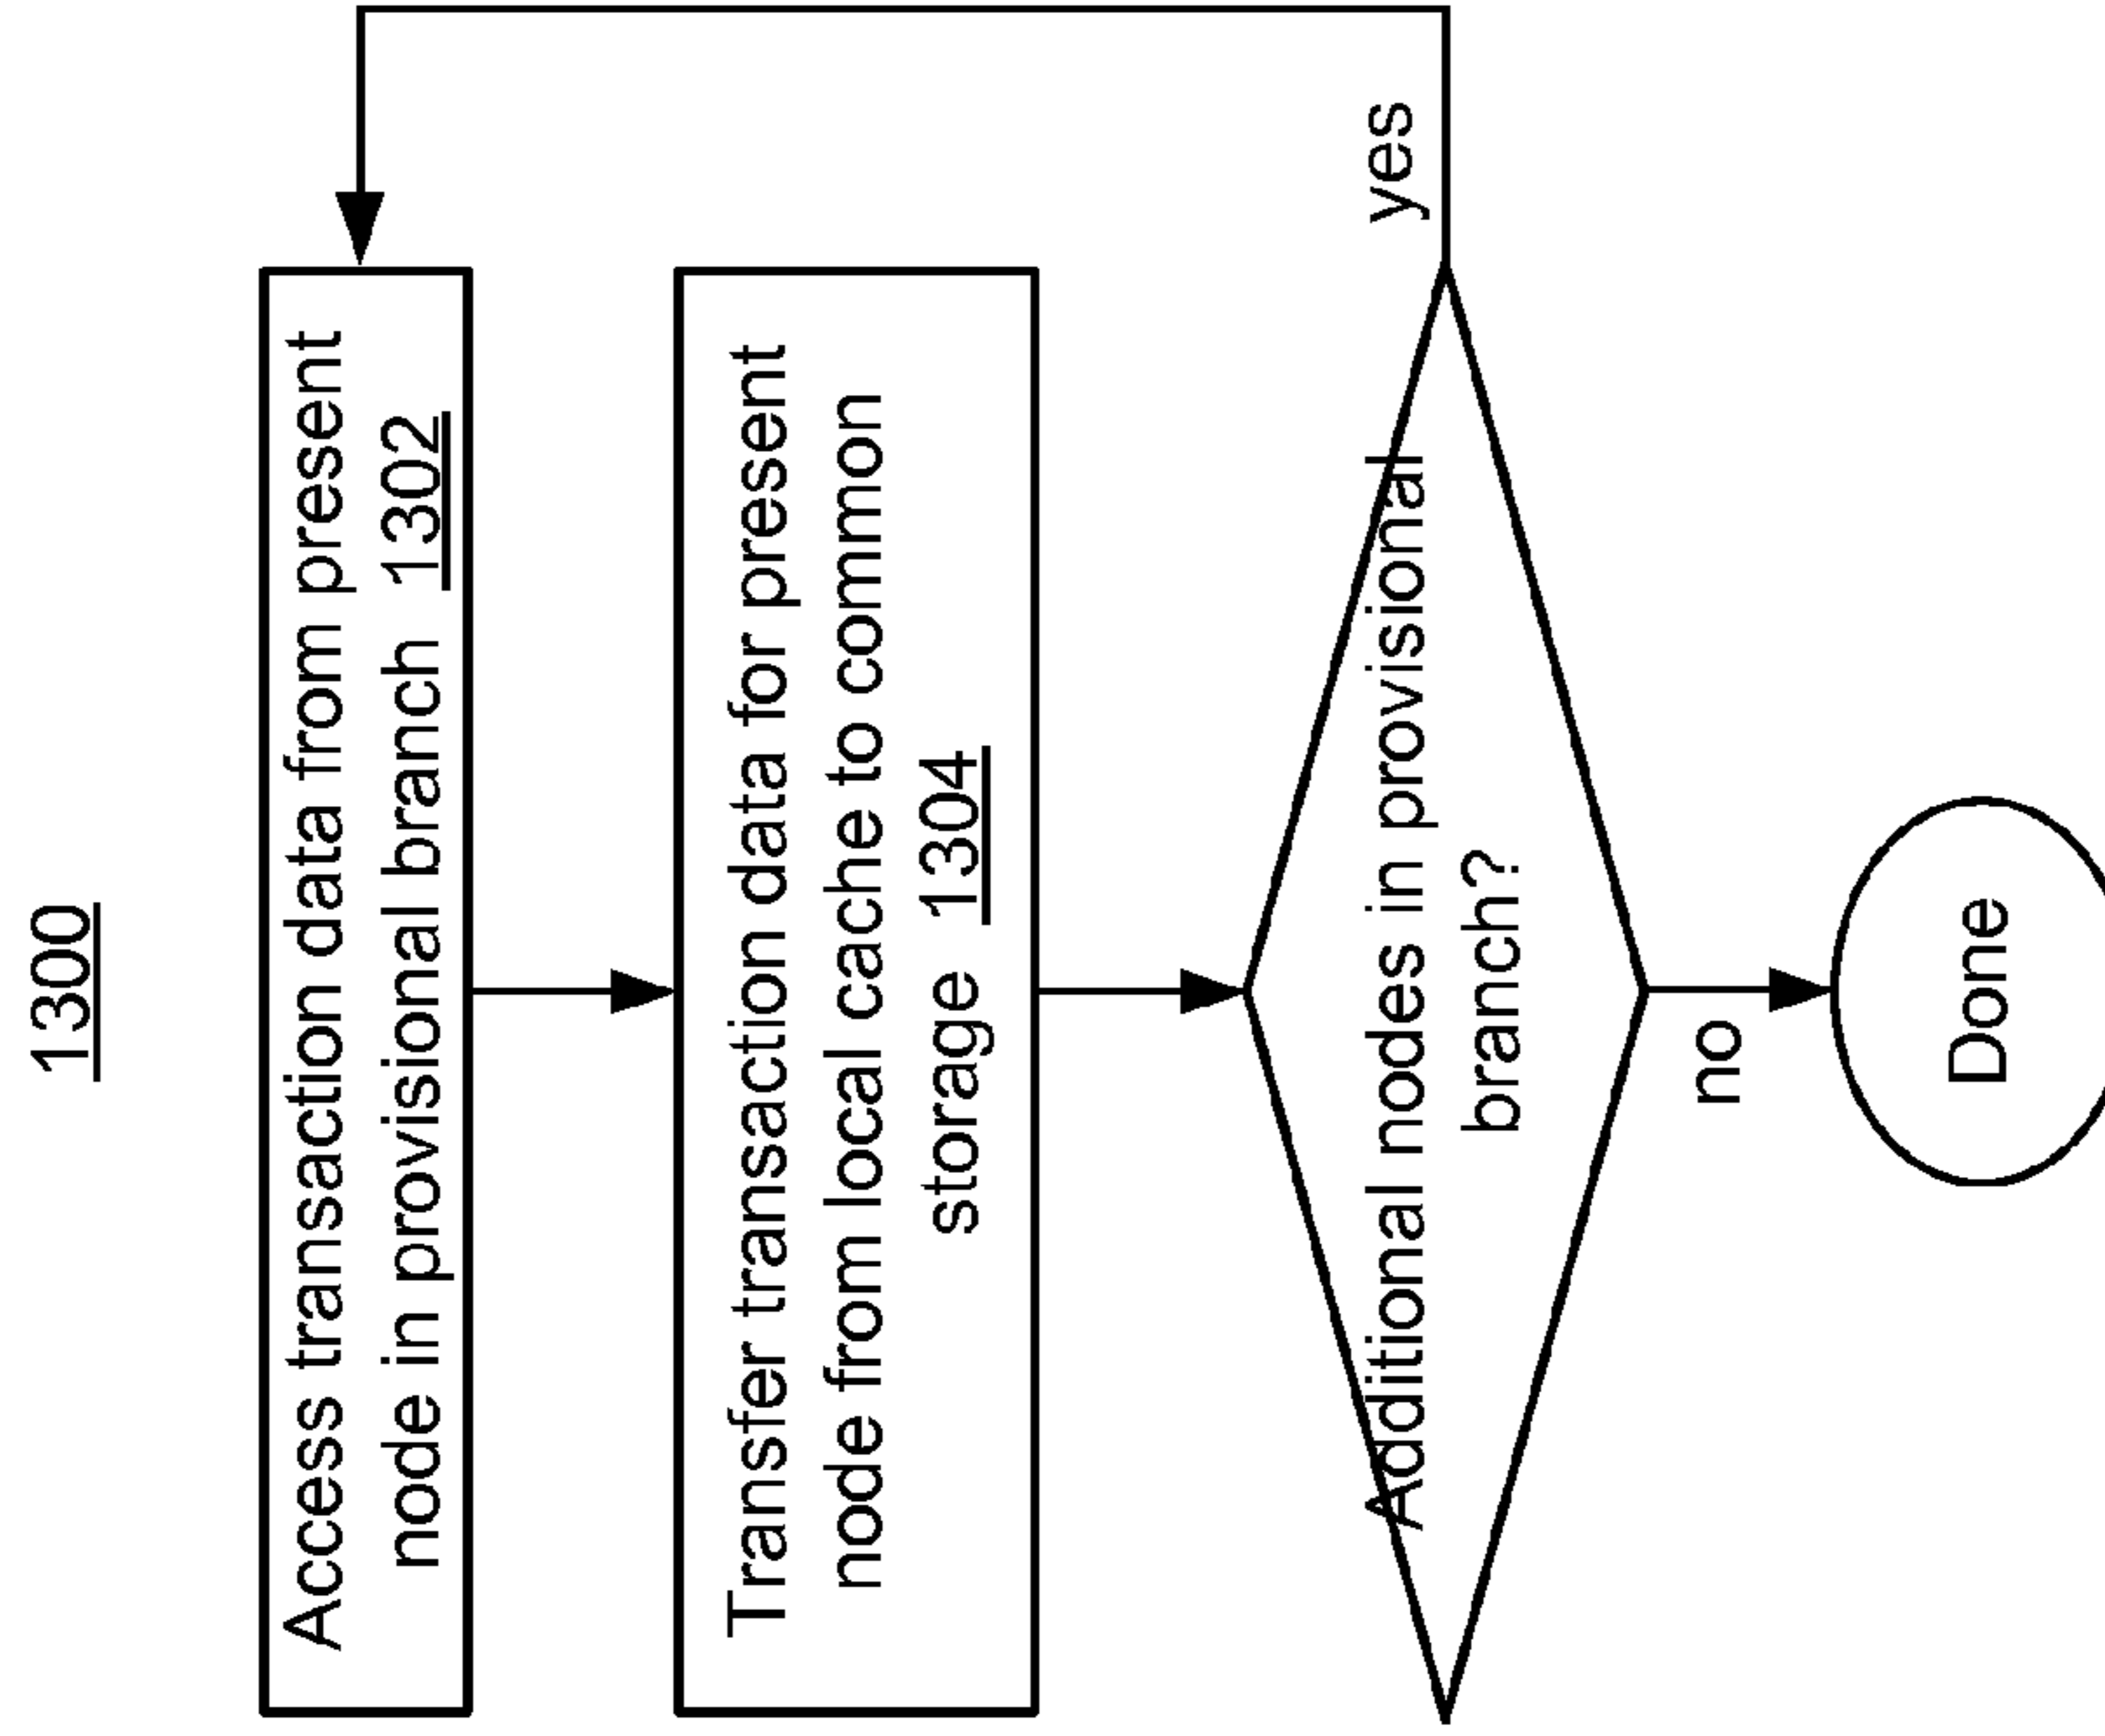 1300
Access transaction data from present
node in provisional branch 1302
Transfer transaction data for present
node from local cache to common
storage 1304
Additional nodes in provisional
branch?
yes
no
Done